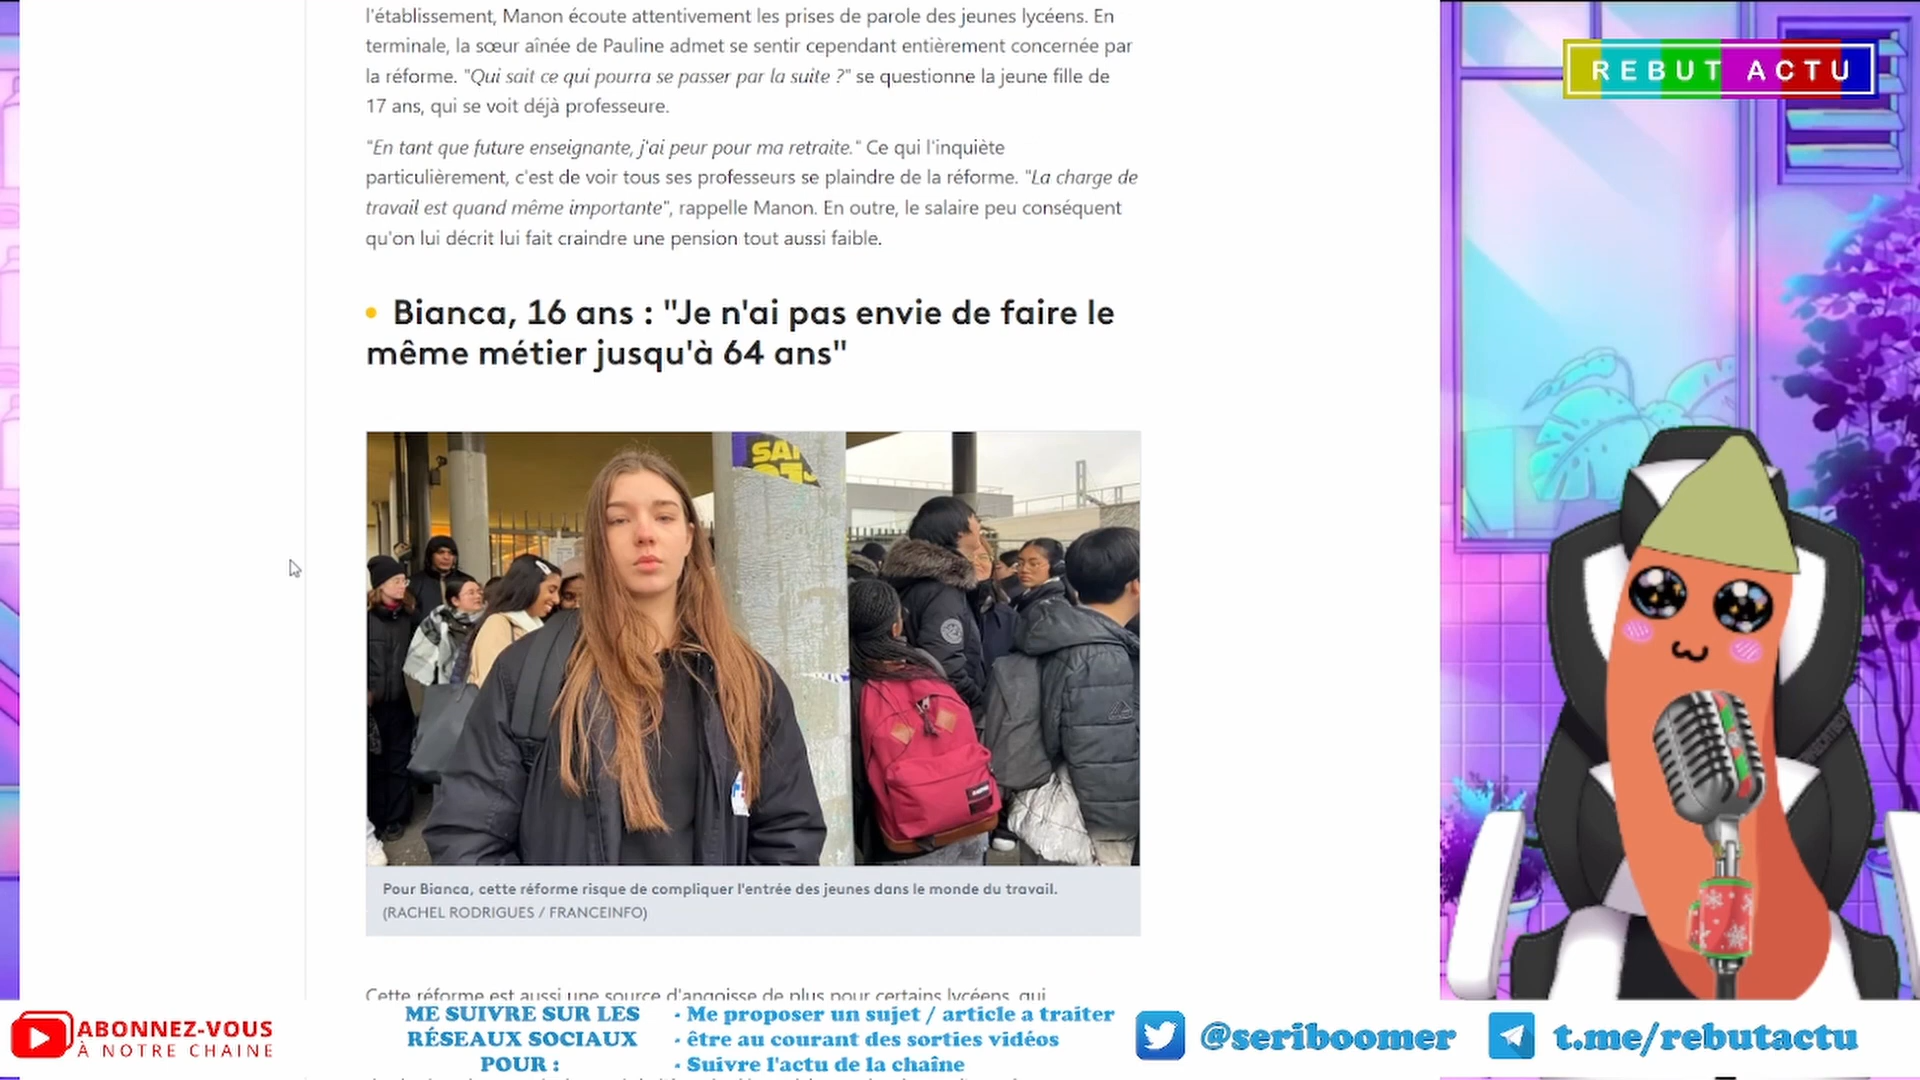 l'établissement, Manon écoute attentivement les prises de parole des jeunes lycéens. En
terminale, la sœur aînée de Pauline admet se sentir cependant entièrement concernée par
la réforme. "Qui sait ce qui pourra se passer par la suite ?" se questionne la jeune fille de
17 ans, qui se voit déjà professeure.
"En tant que future enseignante, j'ai peur pour ma retraite." Ce qui l'inquiète
particulièrement, c'est de voir tous ses professeurs se plaindre de la réforme. "La charge de
travail est quand même importante", rappelle Manon. En outre, le salaire peu conséquent
qu'on lui décrit lui fait craindre une pension tout aussi faible.
• Bianca, 16 ans : "Je n'ai pas envie de faire le
même métier jusqu'à 64 ans"
Pour Bianca, cette réforme risque de compliquer l'entrée des jeunes dans le monde du travail.
(RACHEL RODRIGUES / FRANCEINFO)
Cette réforme est aussi une source d'angoisse de plus pour certains lycéens, qui
REBUT ACTU
ABONNEZ-VOUS
À NOTRE CHAINE
ME SUIVRE SUR LES
RÉSEAUX SOCIAUX
POUR :
- Me proposer un sujet / article a traiter
- être au courant des sorties vidéos
- Suivre l'actu de la chaîne
@seriboomer
t.me/rebutactu